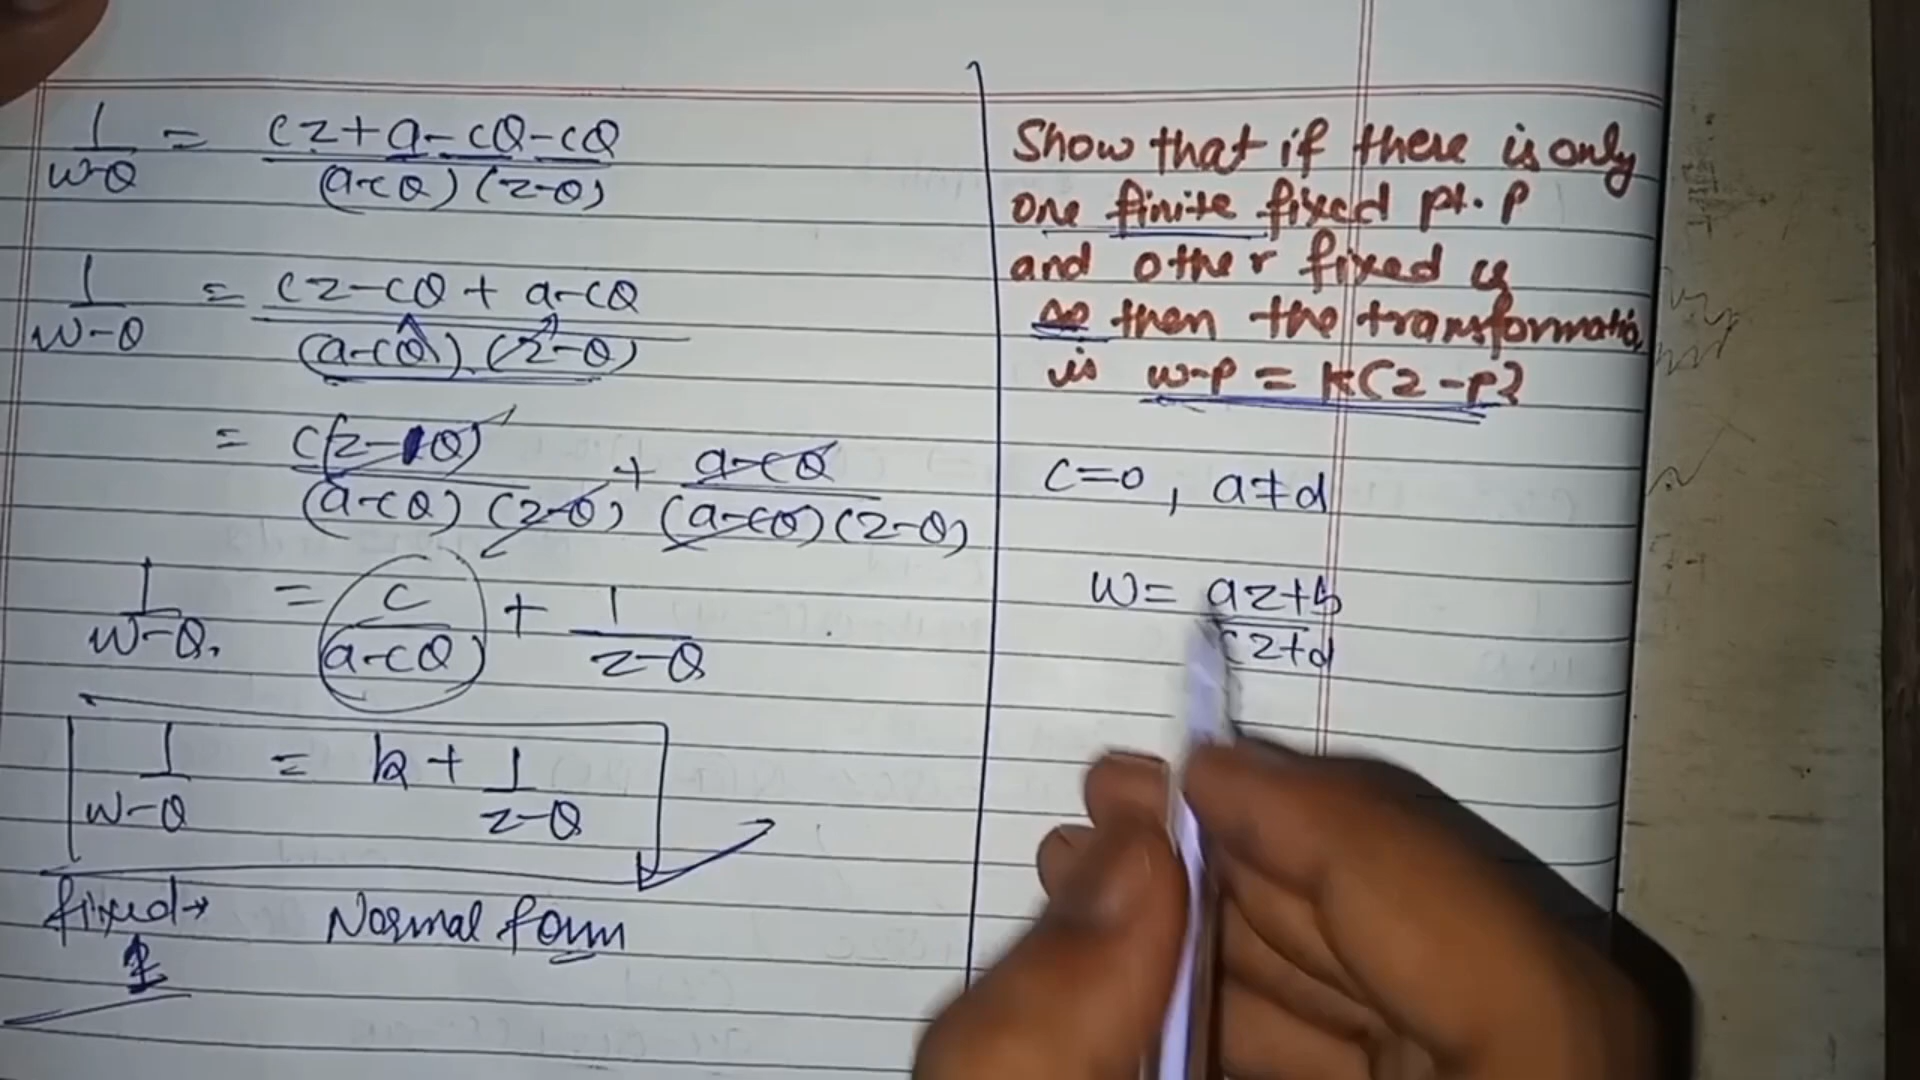 1/(w-Q) = (cz+a-cQ-cQ)/((a-cQ)(z-Q))
1/(w-Q) = (cz-cQ+a-cQ)/((a-cQ).(z-Q))
= c(z-Q)/((a-cQ)(z-Q)) + (a-cQ)/((a-cQ)(z-Q))
1/(w-Q). = c/(a-cQ) + 1/(z-Q)
1/(w-Q) = k + 1/(z-Q)
fixed→ Normal form
1
Show that if there is only
one finite fixed pt. P
and other fixed is
∞ then the transformatio
is w-p = k(z-p)
c=0, a≠d
w = (az+b)/(cz+d)